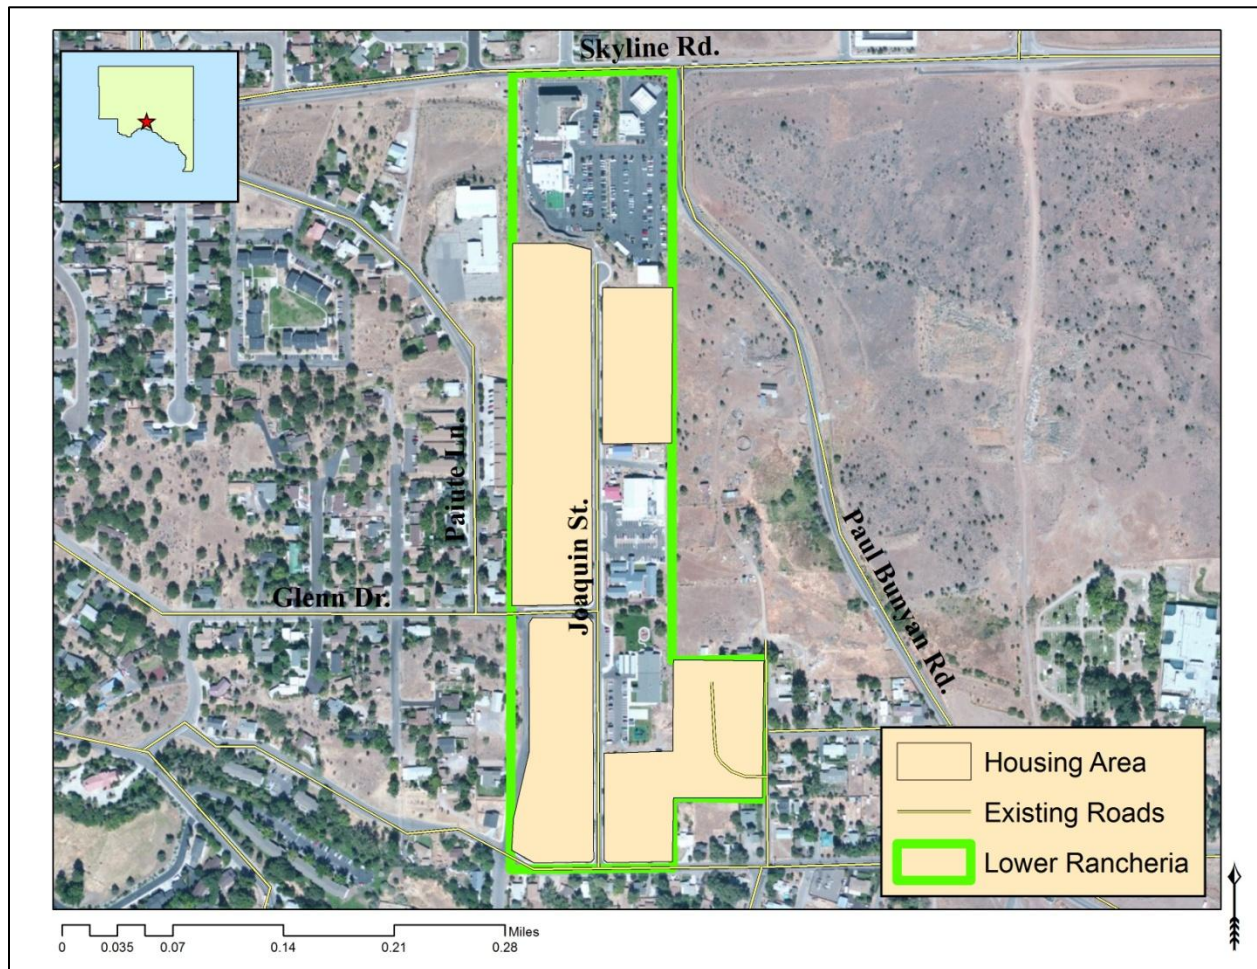 Skyline Rd.
Paiute Ln.
Joaquin St.
Glenn Dr.
Paul Bunyan Rd.
Housing Area
Existing Roads
Lower Rancheria
Miles
0 0.035 0.07 0.14 0.21 0.28